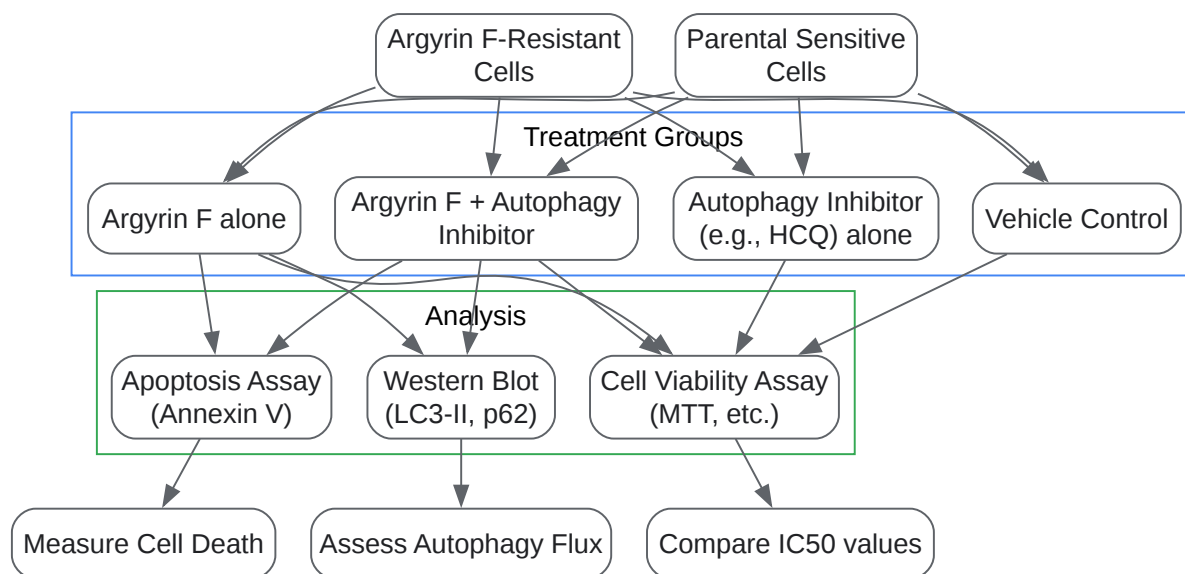 Argyrin F-Resistant
Cells
Parental Sensitive
Cells
Treatment Groups
Argyrin F alone
Argyrin F + Autophagy
Inhibitor
Autophagy Inhibitor
(e.g., HCQ) alone
Vehicle Control
Analysis
Apoptosis Assay
(Annexin V)
Western Blot
(LC3-II, p62)
Cell Viability Assay
(MTT, etc.)
Measure Cell Death
Assess Autophagy Flux
Compare IC50 values